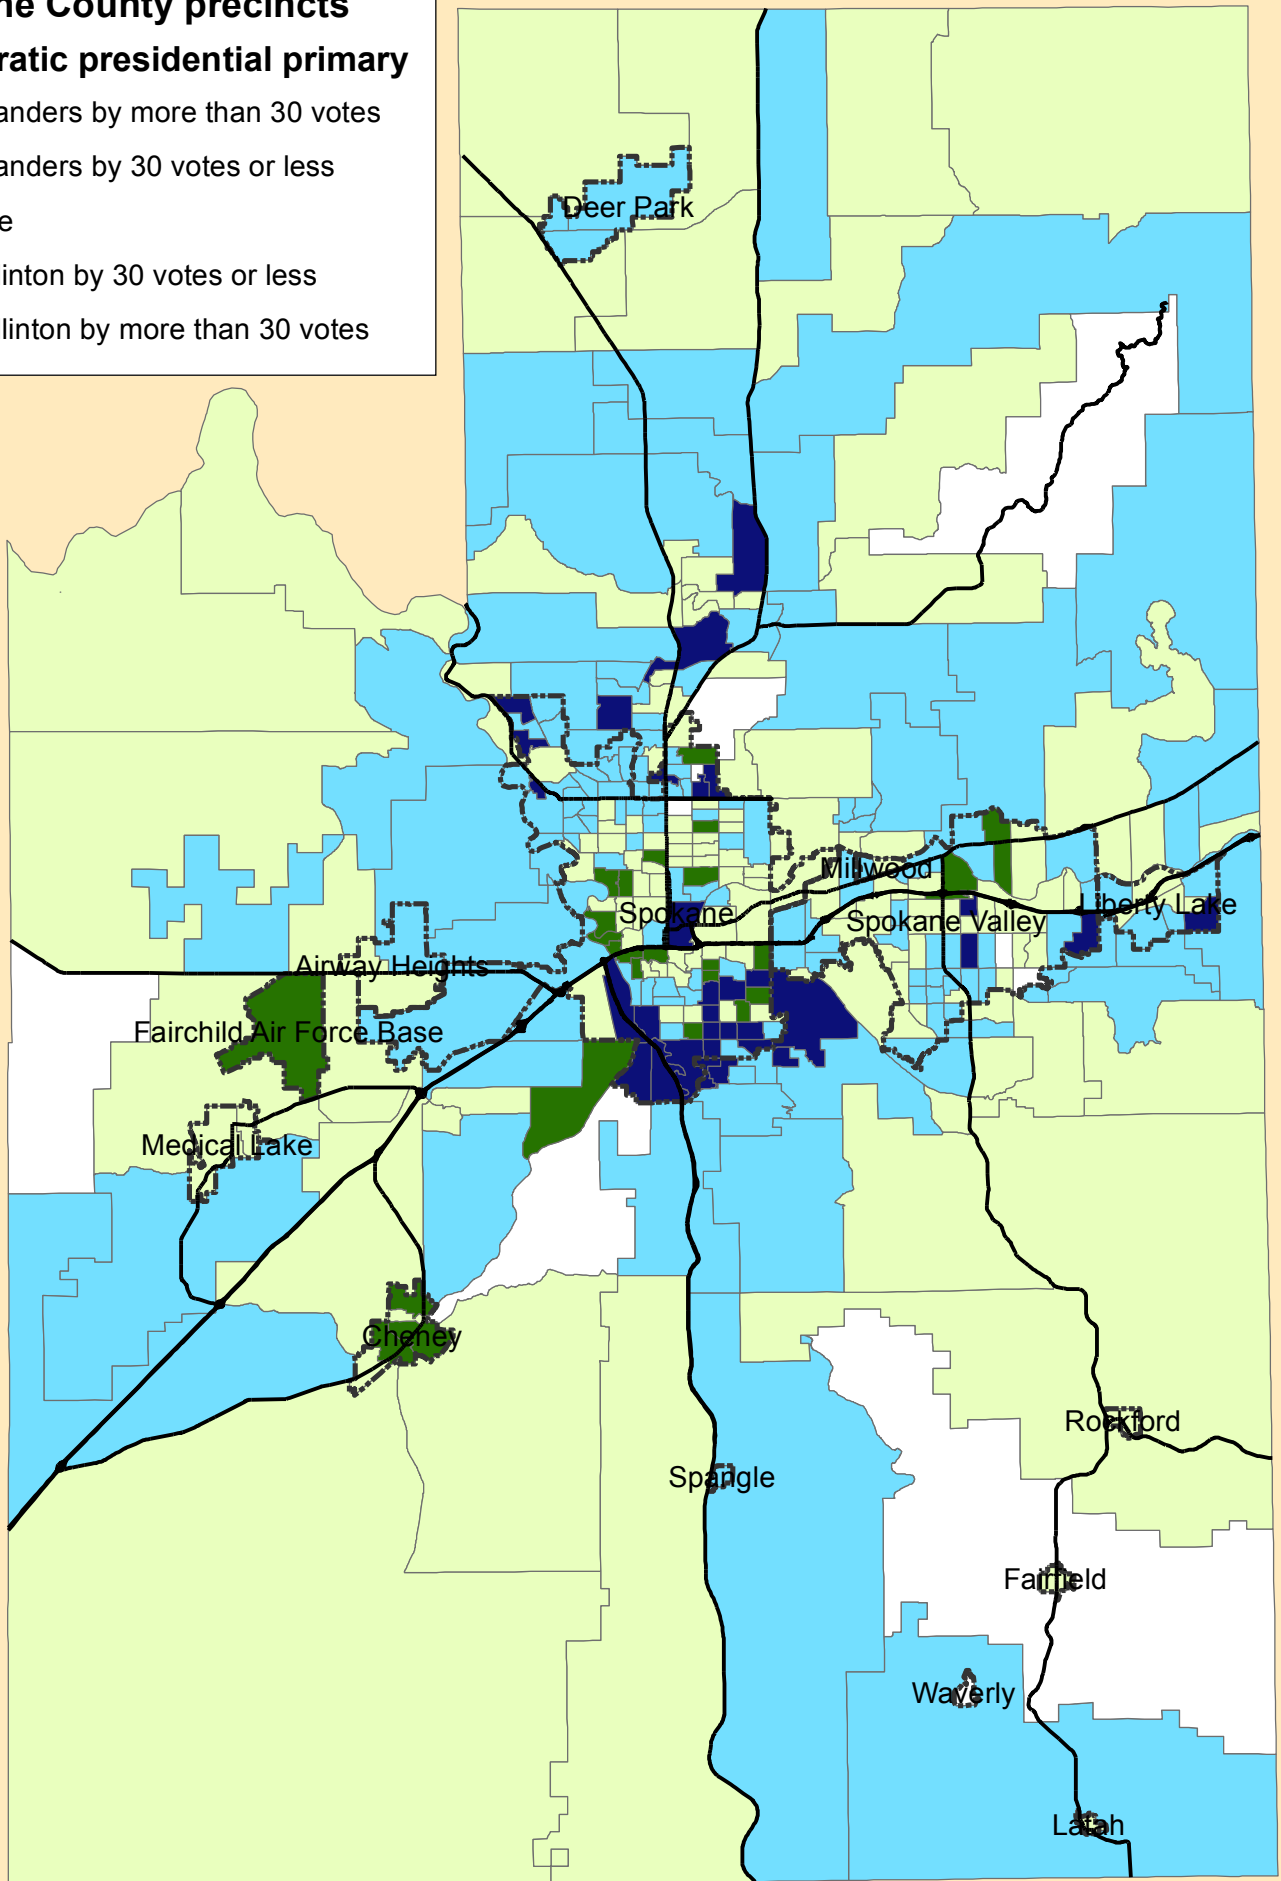 ne County precincts
ratic presidential primary
anders by more than 30 votes
anders by 30 votes or less
e
linton by 30 votes or less
linton by more than 30 votes
Deer Park
Millwood
Spokane
Spokane Valley
Liberty Lake
Airway Heights
Fairchild Air Force Base
Medical Lake
Cheney
Rockford
Spangle
Fairfield
Waverly
Latah